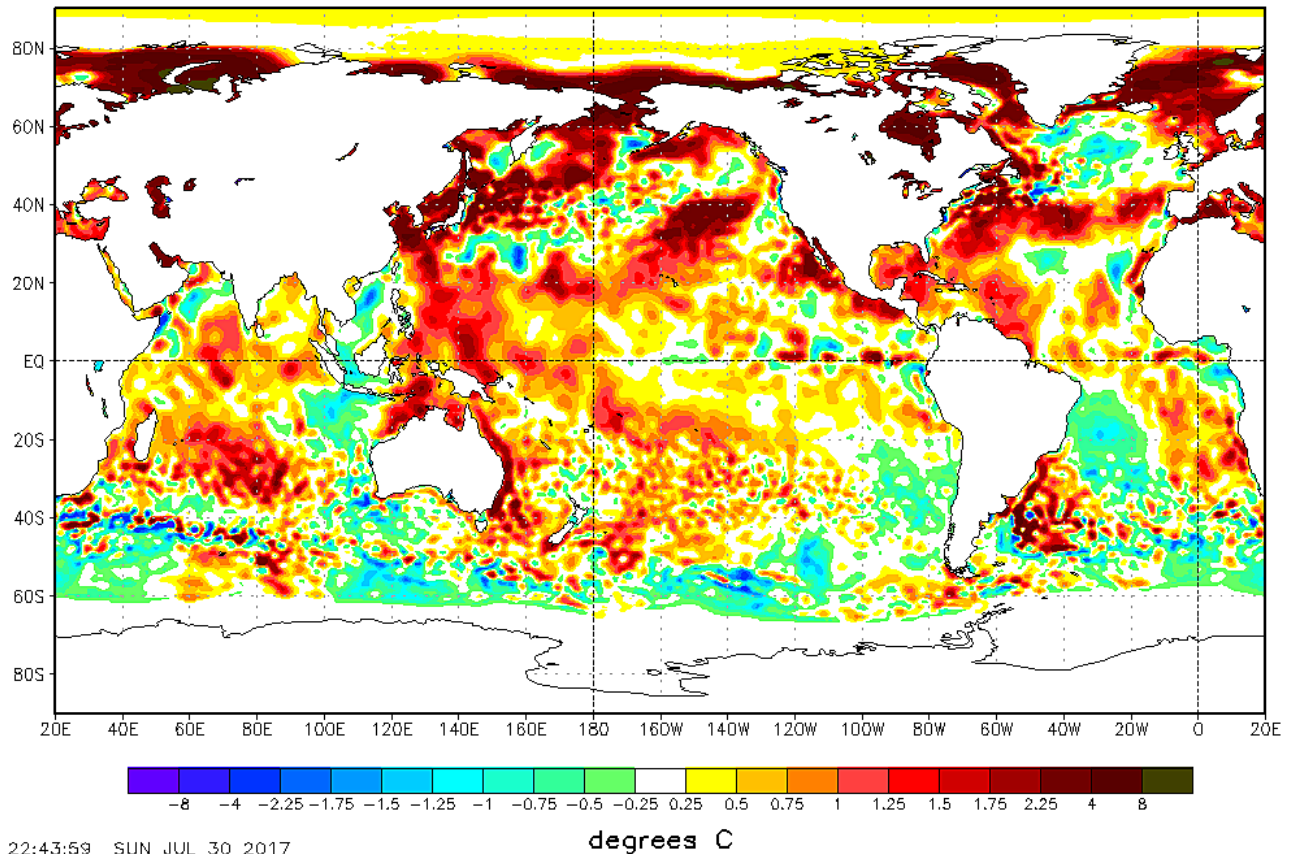 80N
60N
40N
20N
EQ
20S
40S
60S
80S
20E 40E 60E 80E 100E 120E 140E 160E 180 160W 140W 120W 100W 80W 60W 40W 20W 0 20E
-8 -4 -2.25 -1.75 -1.5 -1.25 -1 -0.75 -0.5 -0.25 0.25 0.5 0.75 1 1.25 1.5 1.75 2.25 4 8
degrees C
22:43:59 SUN JUL 30 2017